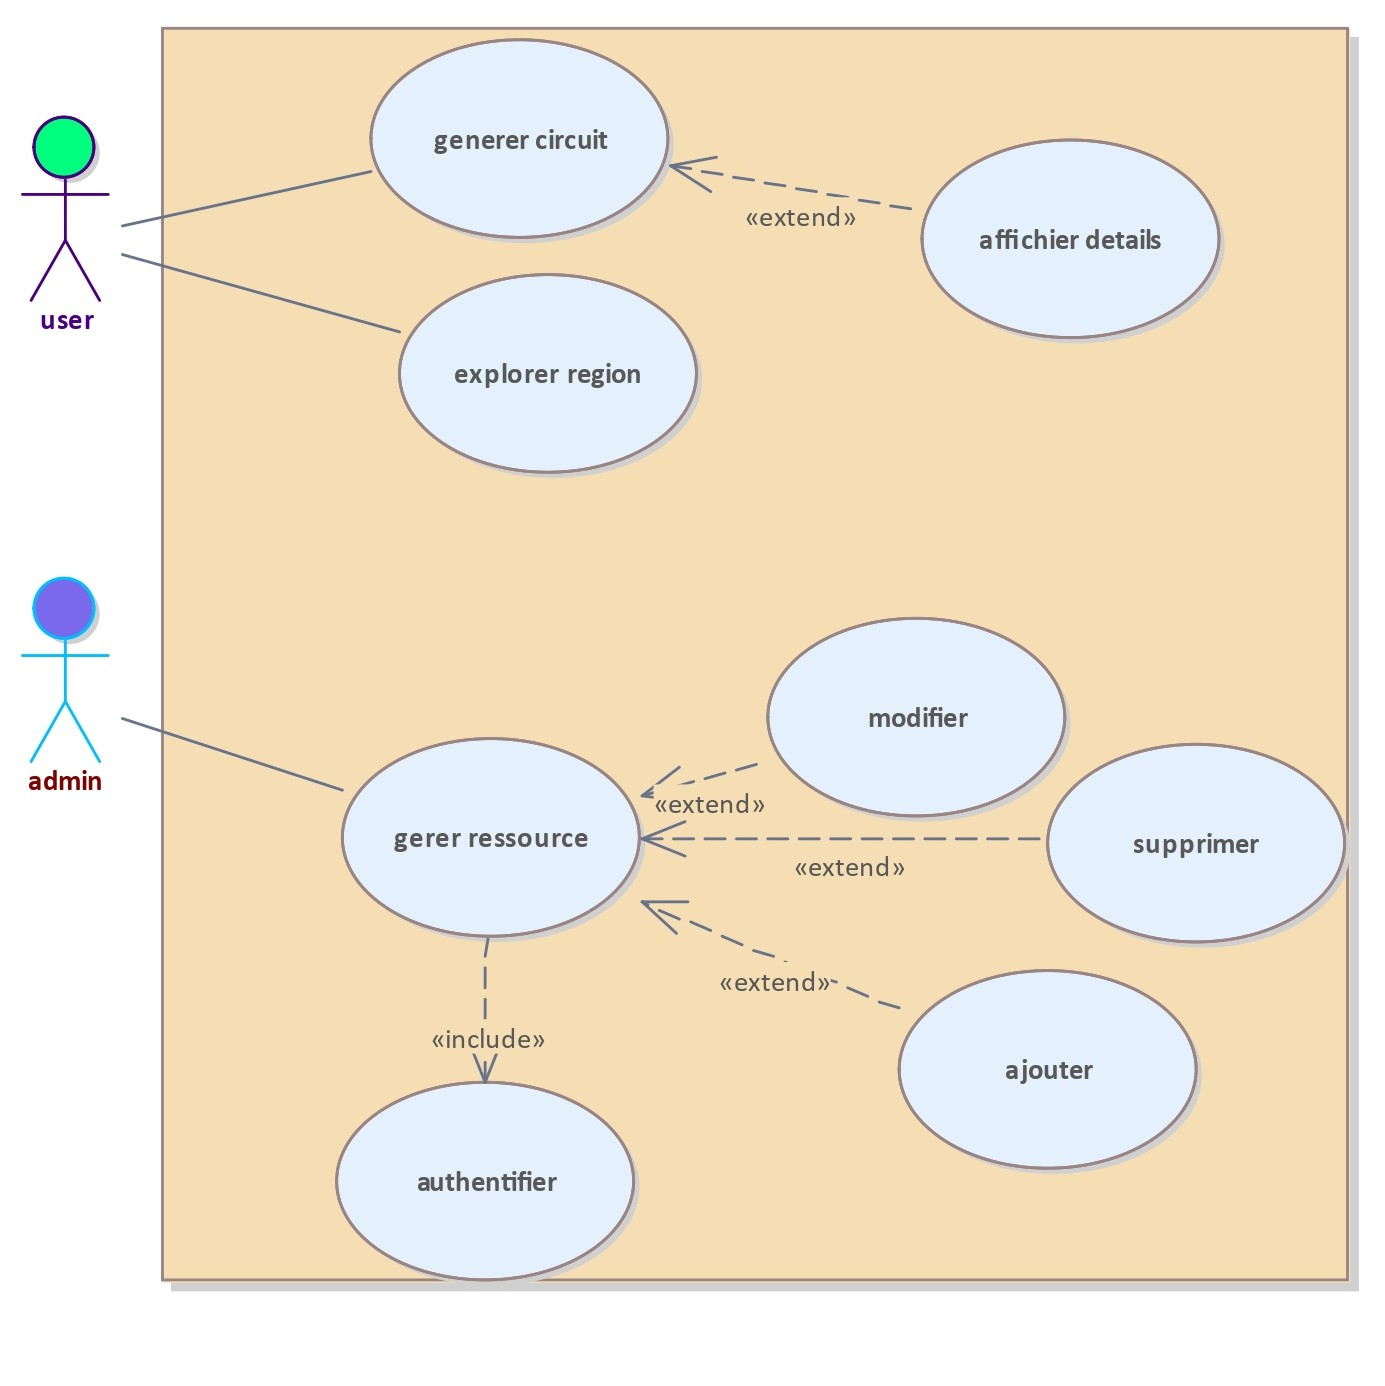 generer circuit
«extend»
affichier details
user
explorer region
modifier
admin
«extend»
gerer ressource
supprimer
«extend»
«extend»
«include»
ajouter
authentifier